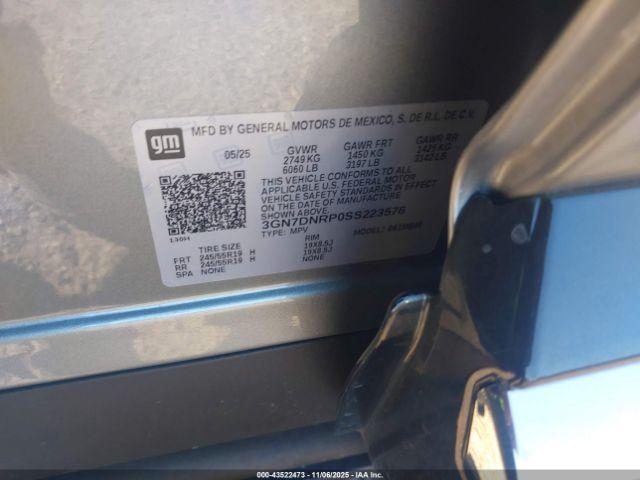 gm
MFD BY GENERAL MOTORS DE MEXICO, S. DE R.L. DE C.V.
05/25 GVWR GAWR FRT GAWR RR
2749 KG 1450 KG 1425 KG
6060 LB 3197 LB 3142 LB
THIS VEHICLE CONFORMS TO ALL
APPLICABLE U.S. FEDERAL MOTOR
VEHICLE SAFETY STANDARDS IN EFFECT
ON THE DATE OF MANUFACTURE
SHOWN ABOVE.
3GN7DNRP0SS223576
TYPE: MPV MODEL:
TIRE SIZE RIM
FRT 245/55R19 H 19X8.5J
RR 245/55R19 H 19X8.5J
SPA NONE NONE
000-43522473 - 11/06/2025 - IAA Inc.